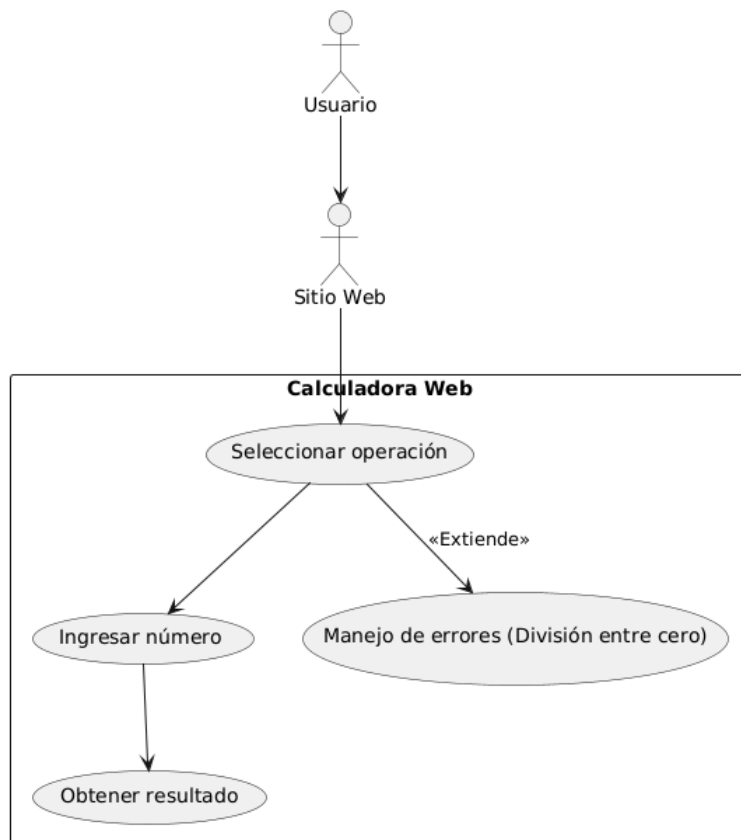 Usuario
Sitio Web
Calculadora Web
Seleccionar operación
«Extiende»
Ingresar número
Manejo de errores (División entre cero)
Obtener resultado